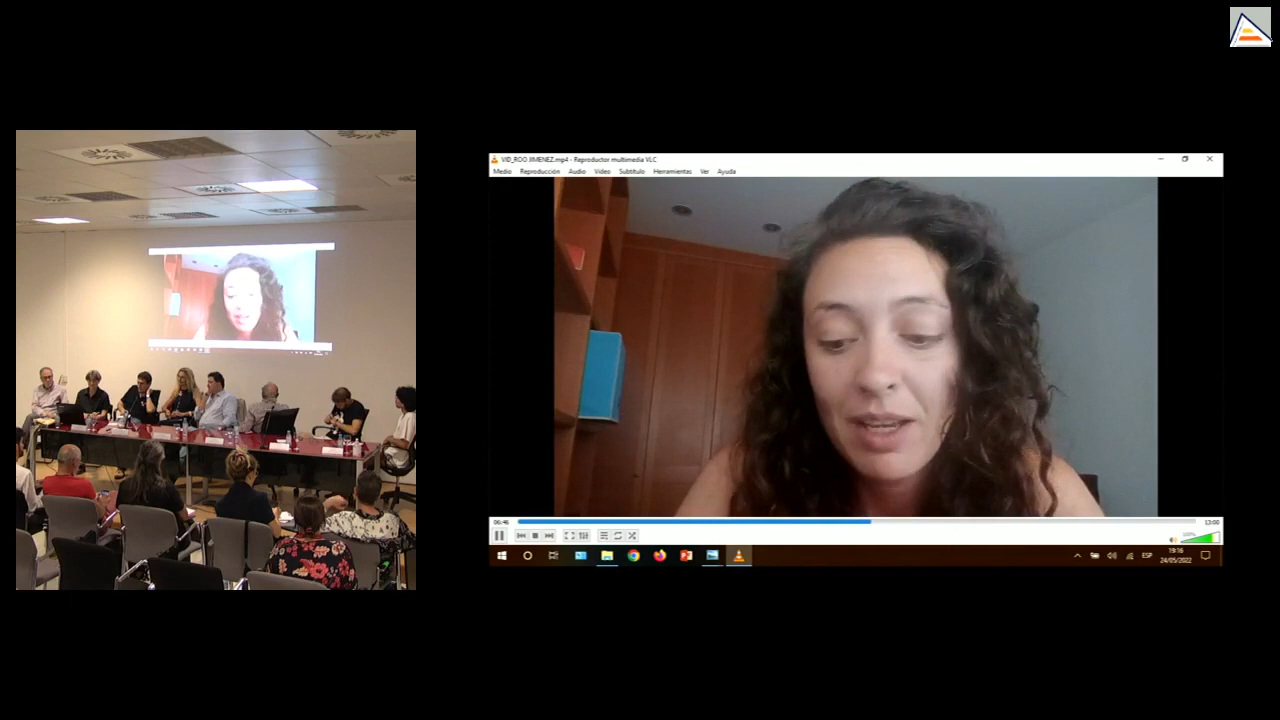 VID_ROO JIMENEZ.mp4 - Reproductor multimedia VLC
Medio Reproducción Audio Vídeo Subtítulo Herramientas Ver Ayuda
06:46
13:00
100%
ESP
19:16
24/05/2022